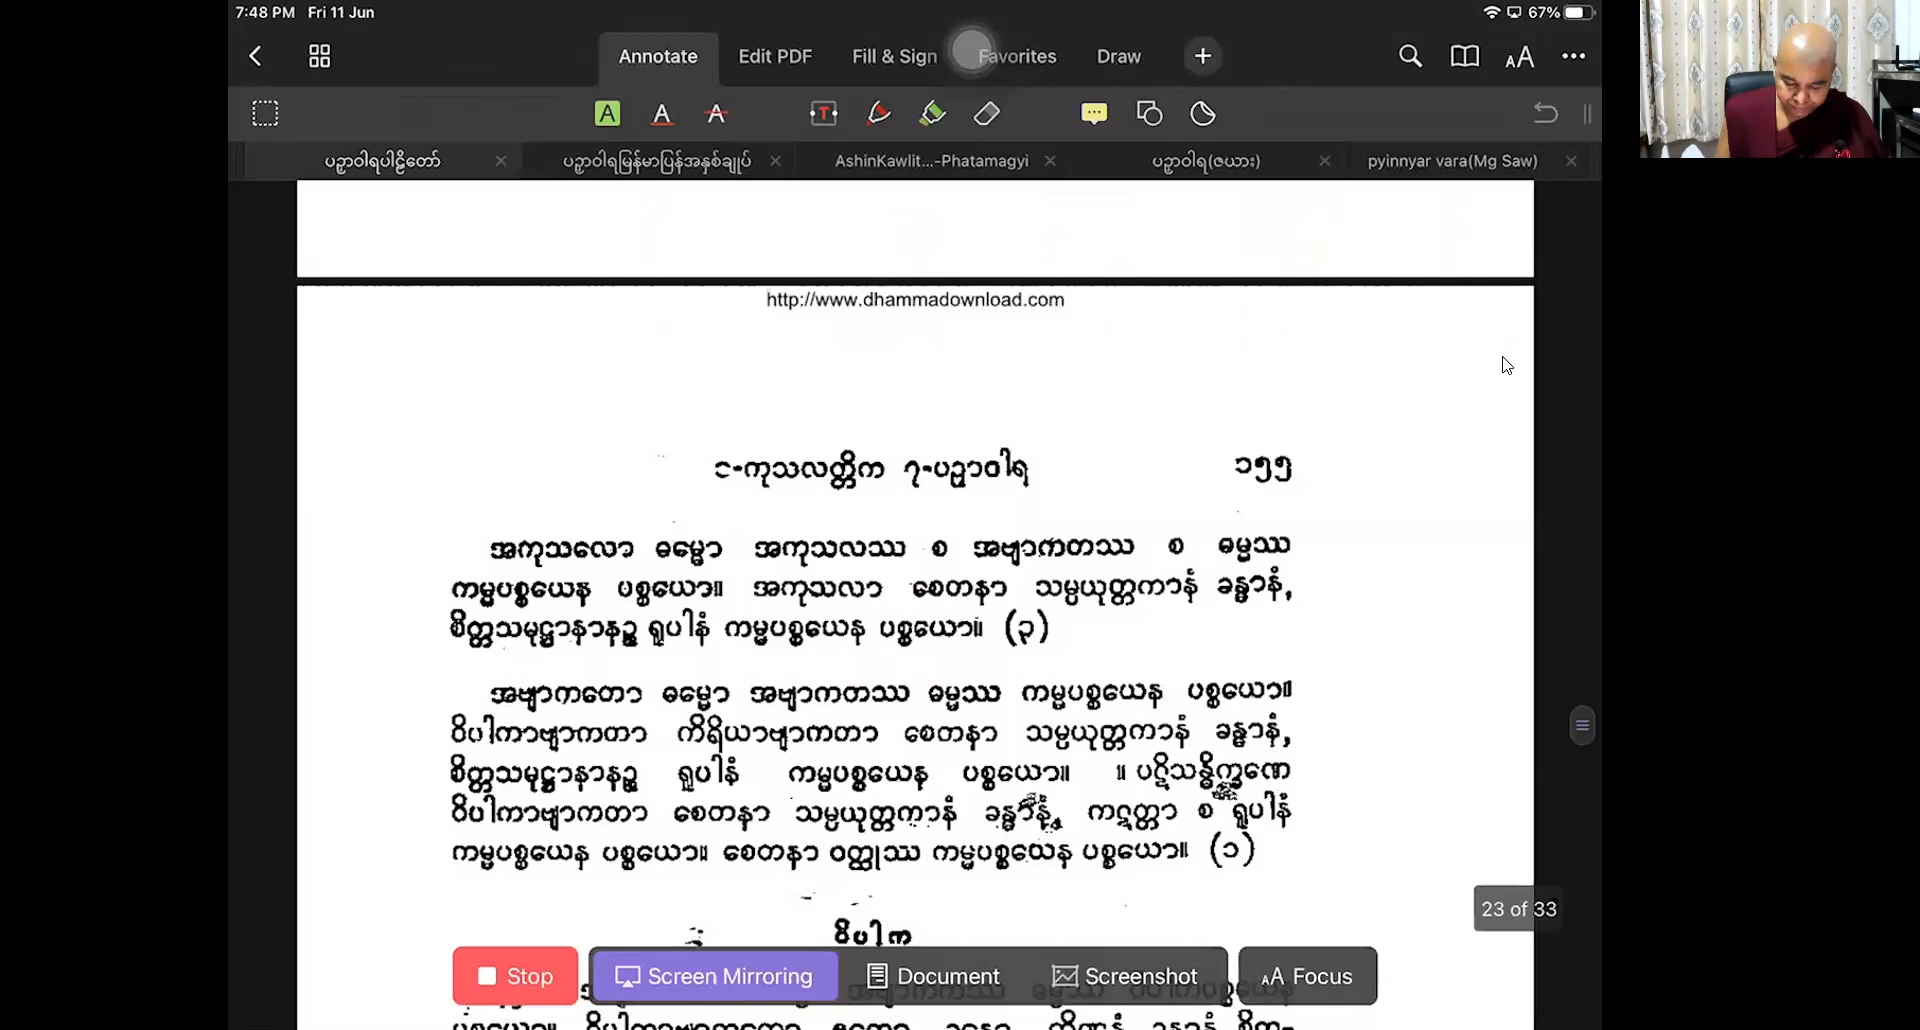 7:48 PM Fri 11 Jun
67%
Annotate Edit PDF Fill & Sign Favorites Draw
ပဉှာဝါရပါဠိတော် ပဉှာဝါရမြန်မာပြန်အနှစ်ချုပ် AshinKawlit...-Phatamagyi ပဉှာဝါရ(ဇယား) pyinnyar vara(Mg Saw)
http://www.dhammadownload.com
၁-ကုသလတ္တိက ၇-ပဉှာဝါရ ၁၅၅
အကုသလော ဓမ္မော အကုသလဿ စ အဗျာကတဿ စ ဓမ္မဿ
ကမ္မပစ္စယေန ပစ္စယော။ အကုသလာ စေတနာ သမ္ပယုတ္တကာနံ ခန္ဓာနံ,
စိတ္တသမုဋ္ဌာနာနဉ္စ ရူပါနံ ကမ္မပစ္စယေန ပစ္စယော။ (၃)
အဗျာကတော ဓမ္မော အဗျာကတဿ ဓမ္မဿ ကမ္မပစ္စယေန ပစ္စယော။
ဝိပါကာဗျာကတာ ကိရိယာဗျာကတာ စေတနာ သမ္ပယုတ္တကာနံ ခန္ဓာနံ,
စိတ္တသမုဋ္ဌာနာနဉ္စ ရူပါနံ ကမ္မပစ္စယေန ပစ္စယော။ ။ ပဋိသန္ဓိက္ခဏေ
ဝိပါကာဗျာကတာ စေတနာ သမ္ပယုတ္တကာနံ ခန္ဓာနံ, ကဋတ္တာ စ ရူပါနံ
ကမ္မပစ္စယေန ပစ္စယော။ စေတနာ ဝတ္ထုဿ ကမ္မပစ္စယေန ပစ္စယော။ (၁)
23 of 33
ဝိပါက
Stop Screen Mirroring Document Screenshot AA Focus